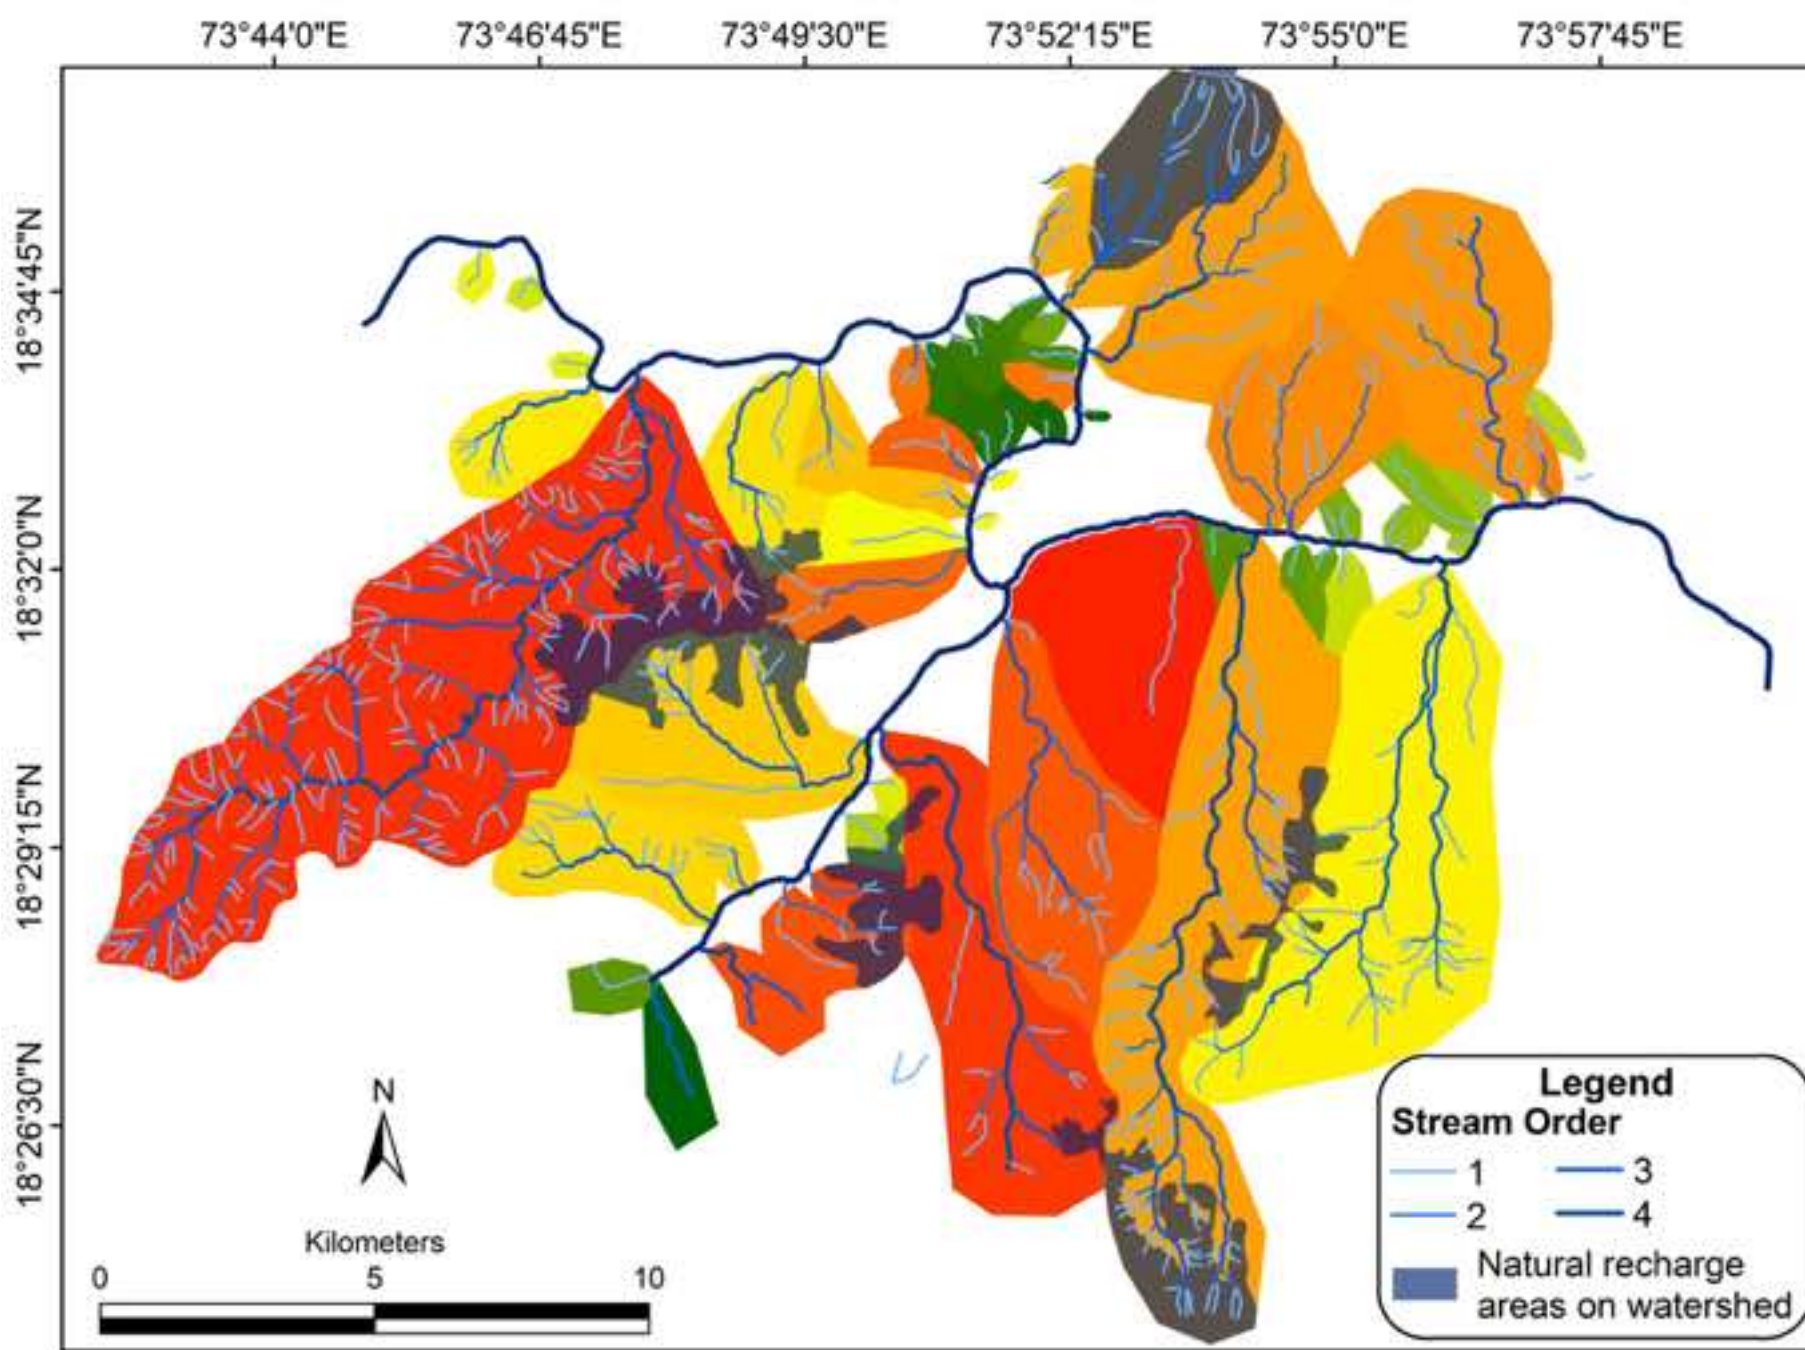 73°44'0"E 73°46'45"E 73°49'30"E 73°52'15"E 73°55'0"E 73°57'45"E
18°34'45"N
18°32'0"N
18°29'15"N
18°26'30"N
N
Kilometers
0 5 10
Legend
Stream Order
1 3
2 4
Natural recharge
areas on watershed